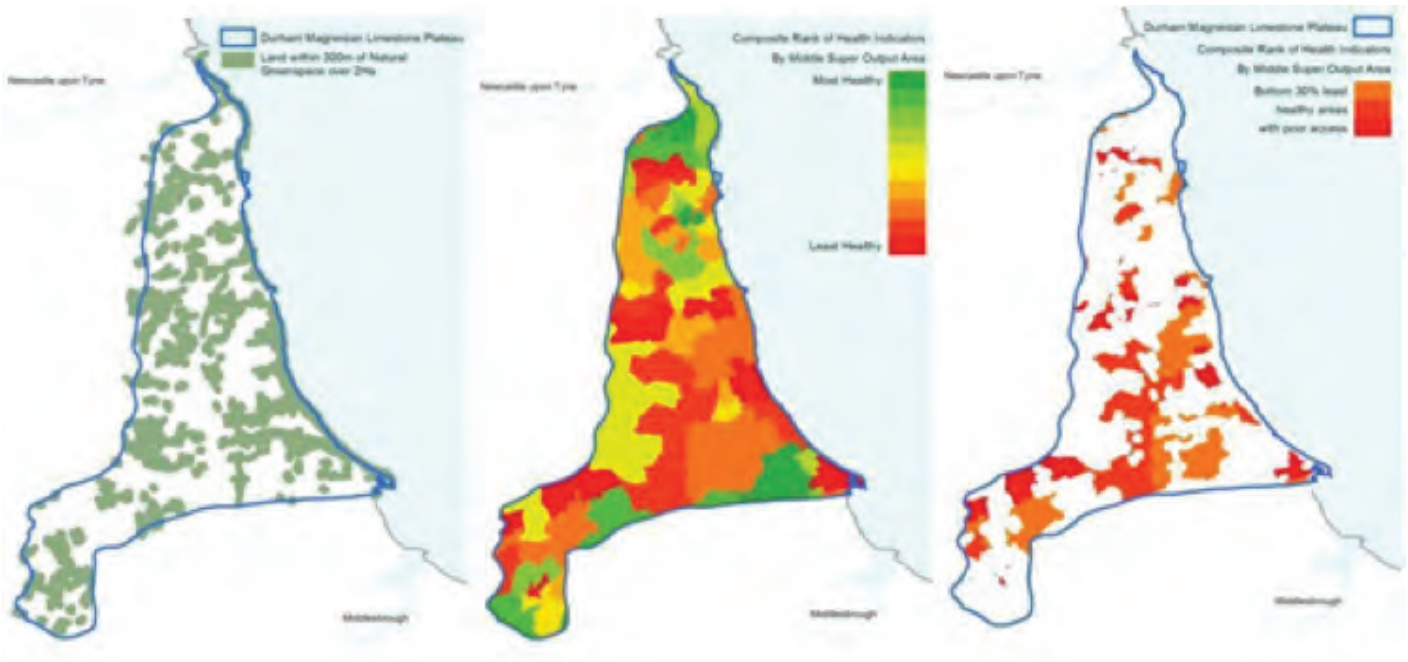 Durham Magnesian Limestone Plateau
Land within 300m of Natural
Greenspace over 2Ha
Newcastle upon Tyne
Middlesbrough
Composite Rank of Health Indicators
By Middle Super Output Area
Most Healthy
Least Healthy
Newcastle upon Tyne
Middlesbrough
Durham Magnesian Limestone Plateau
Composite Rank of Health Indicators
By Middle Super Output Area
Bottom 30% least
healthy areas
with poor access
Newcastle upon Tyne
Middlesbrough